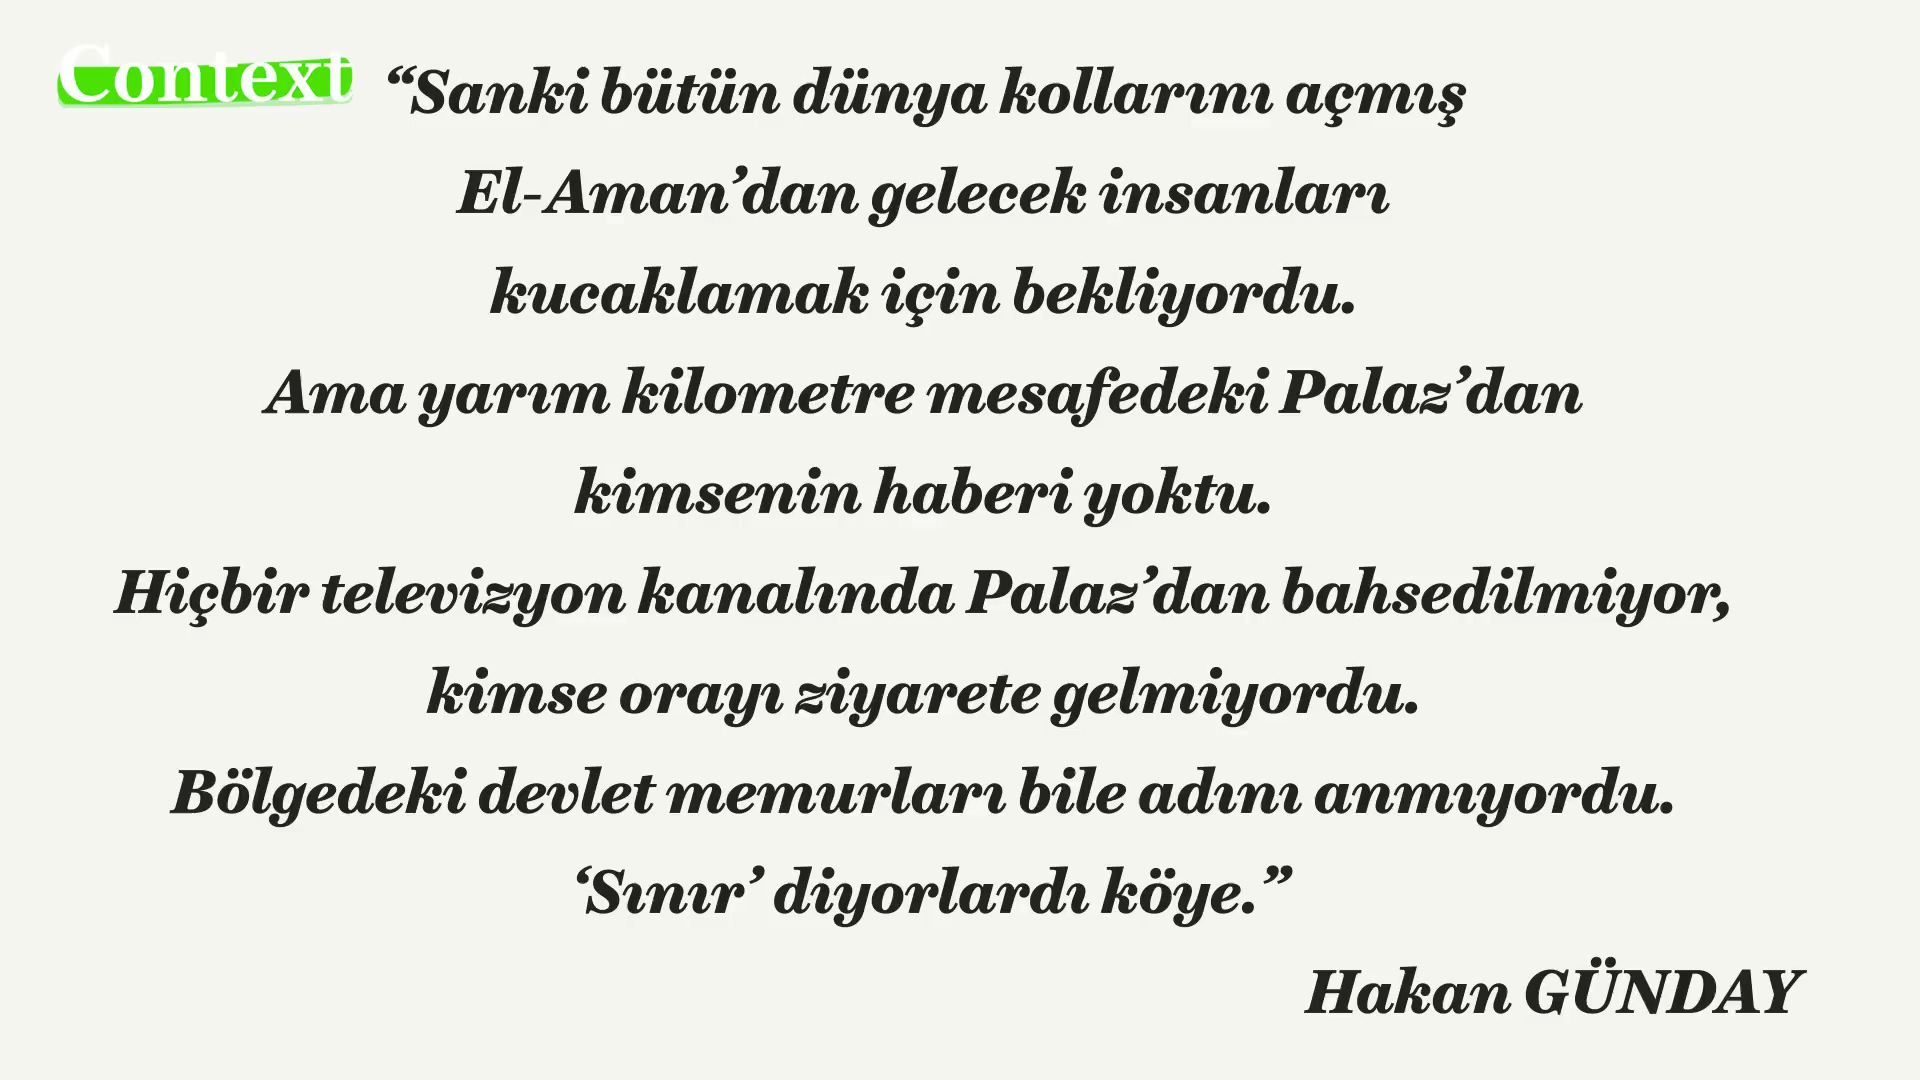 Context
“Sanki bütün dünya kollarını açmış
El-Aman’dan gelecek insanları
kucaklamak için bekliyordu.
Ama yarım kilometre mesafedeki Palaz’dan
kimsenin haberi yoktu.
Hiçbir televizyon kanalında Palaz’dan bahsedilmiyor,
kimse orayı ziyarete gelmiyordu.
Bölgedeki devlet memurları bile adını anmıyordu.
‘Sınır’ diyorlardı köye.”
Hakan GÜNDAY